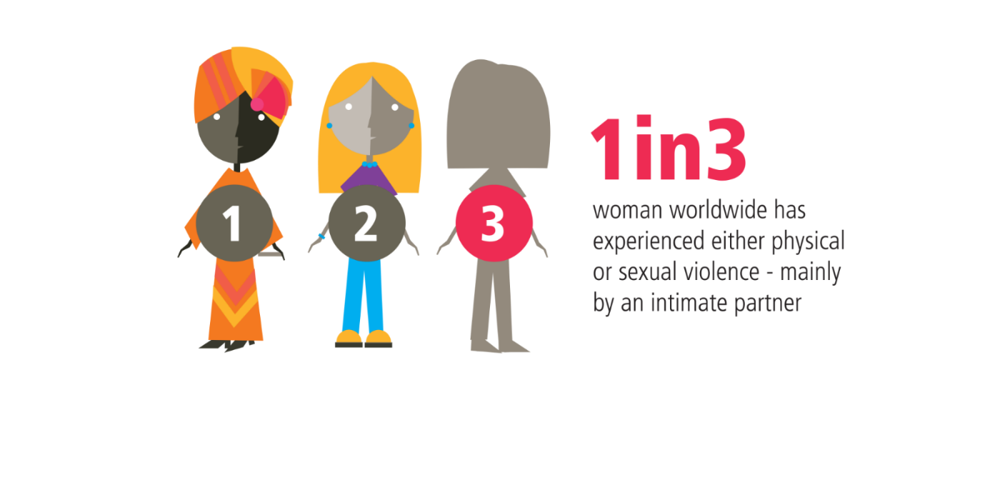 1
2
3
1in3
woman worldwide has
experienced either physical
or sexual violence - mainly
by an intimate partner